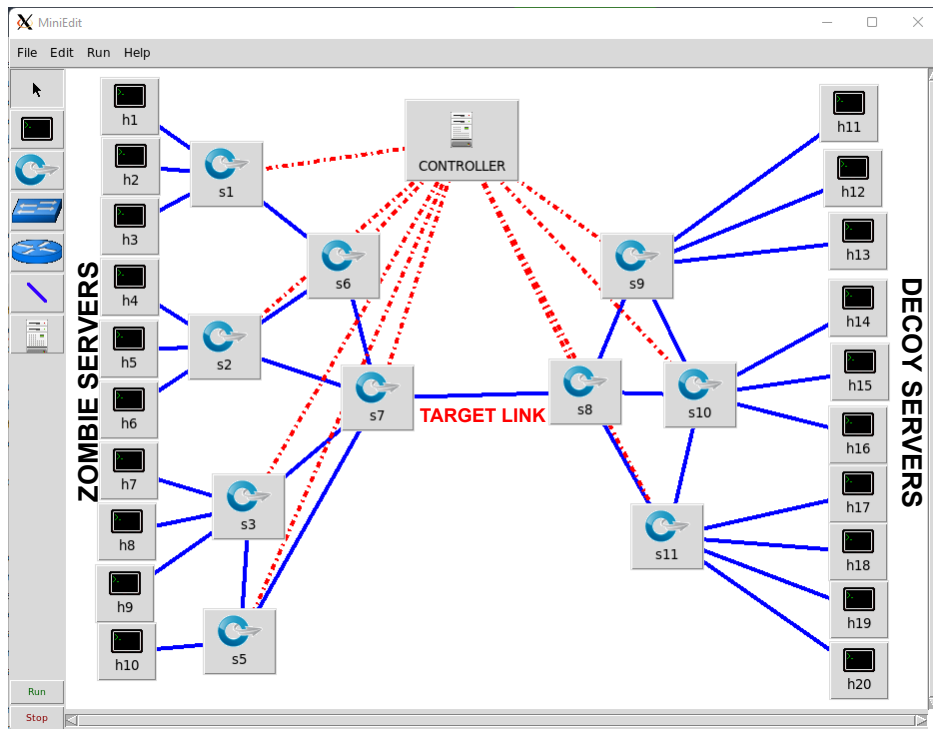 MiniEdit
File Edit Run Help
h1
h2
h3
h4
h5
h6
h7
h8
h9
h10
ZOMBIE SERVERS
s1
s2
s3
s5
s6
s7
CONTROLLER
TARGET LINK
s8
s9
s10
s11
h11
h12
h13
h14
h15
h16
h17
h18
h19
h20
DECOY SERVERS
Run
Stop